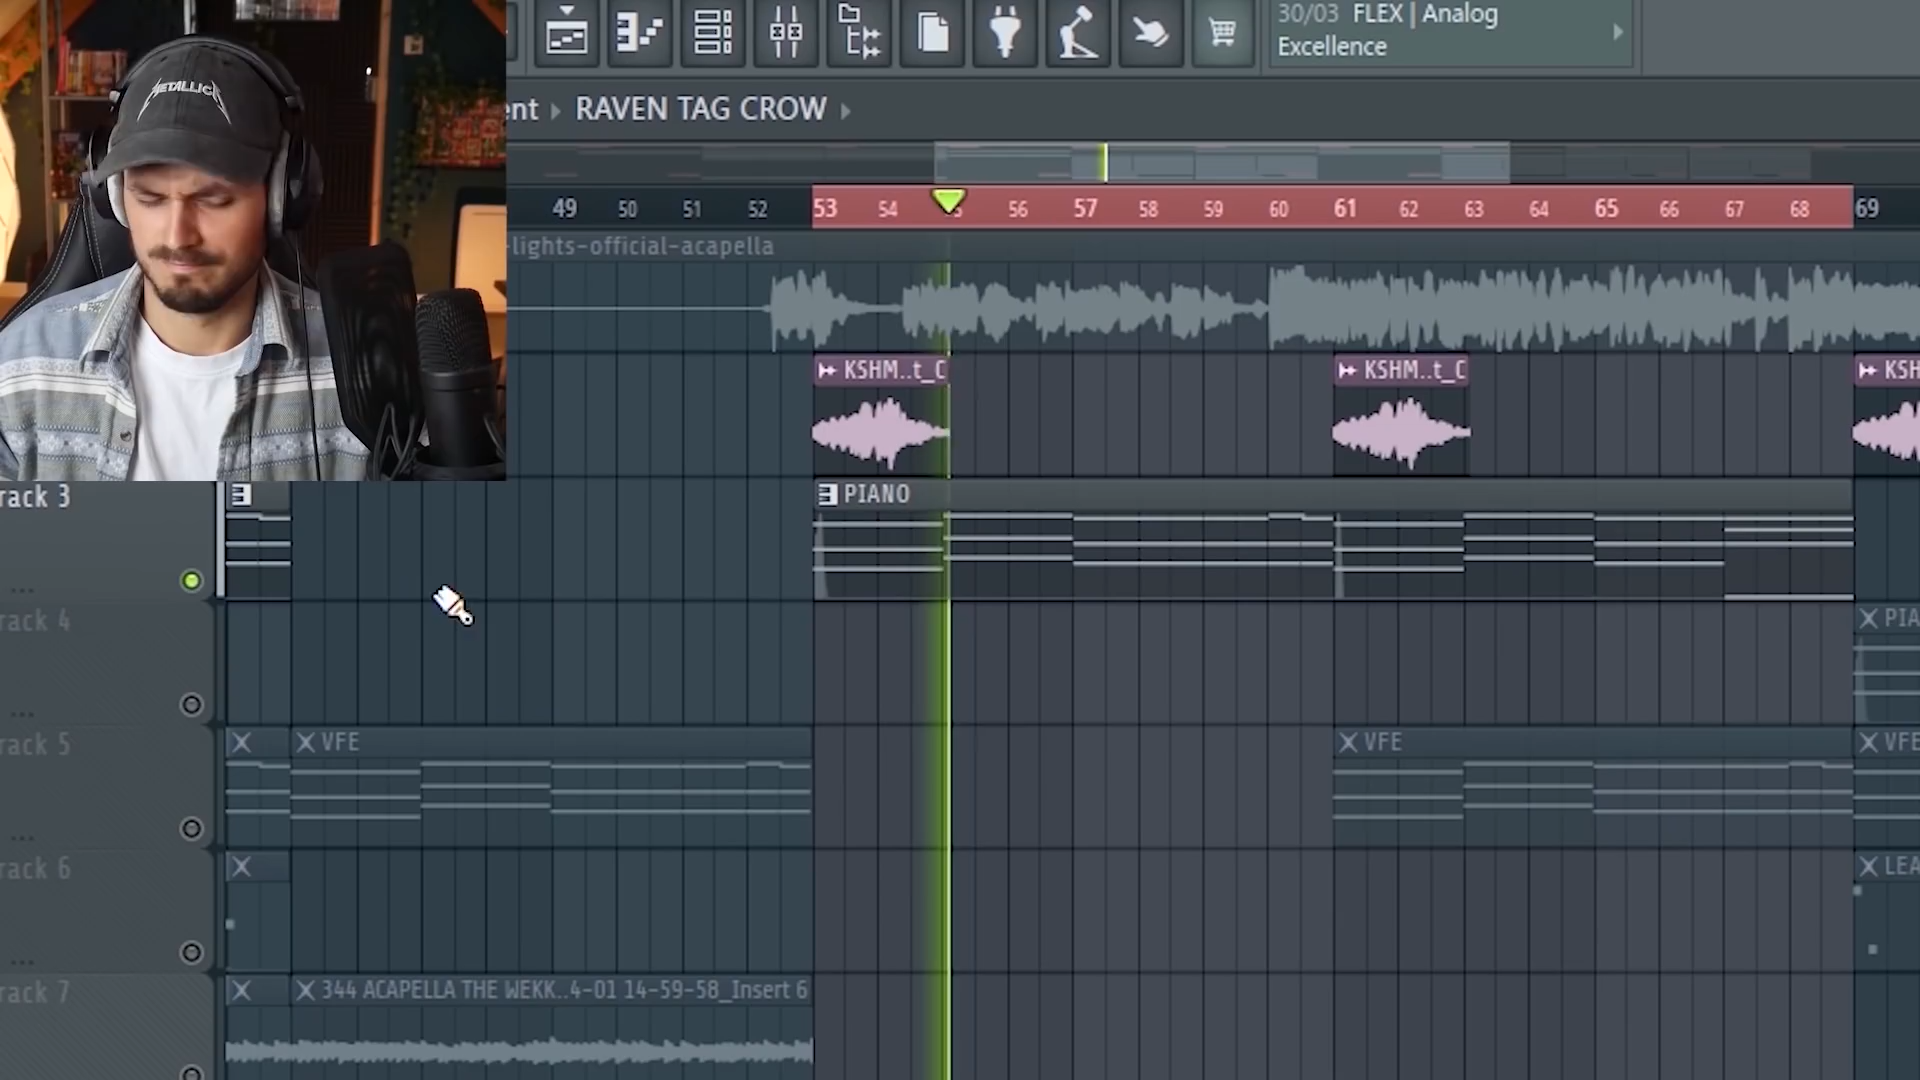 METALLICA
30/03 FLEX | Analog
Excellence
ent RAVEN TAG CROW
49 50 51 52 53 54 56 57 58 59 60 61 62 63 64 65 66 67 68 69
-lights-official-acapella
KSHM..t_C KSHM..t_C KSH
rack 3 PIANO
rack 4 PIA
rack 5 VFE VFE VFE
rack 6 LEA
rack 7 344 ACAPELLA THE WEKK..4-01 14-59-58_Insert 6